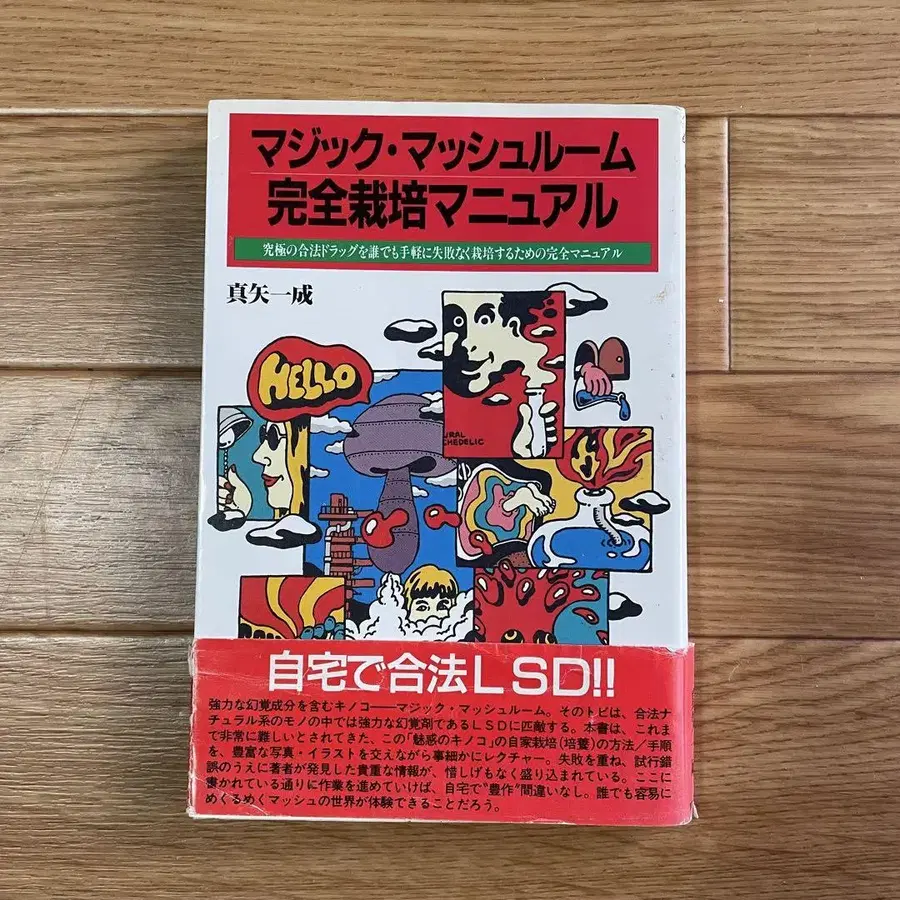 マジック・マッシュルーム
完全栽培マニュアル
究極の合法ドラッグを誰でも手軽に失敗なく栽培するための完全マニュアル
真矢一成
HELLO
URAL
CHEDELIC
自宅で合法LSD!!
強力な幻覚成分を含むキノコ――マジック・マッシュルーム。そのトビは、合法ナ
チュラル系のモノの中では強力な幻覚剤であるLSDに匹敵する。本書は、これま
で非常に難しいとされてきた、この「魅惑のキノコ」の自家栽培(培養)の方法/手順
を、豊富な写真・イラストを交えながら事細かにレクチャー。失敗を重ね、試行錯
誤のうえに著者が発見した貴重な情報が、惜しげもなく盛り込まれている。ここに
書かれている通りに作業を進めていけば、自宅で“豊作”間違いなし。誰でも容易に
めくるめくマッシュの世界が体験できることだろう。